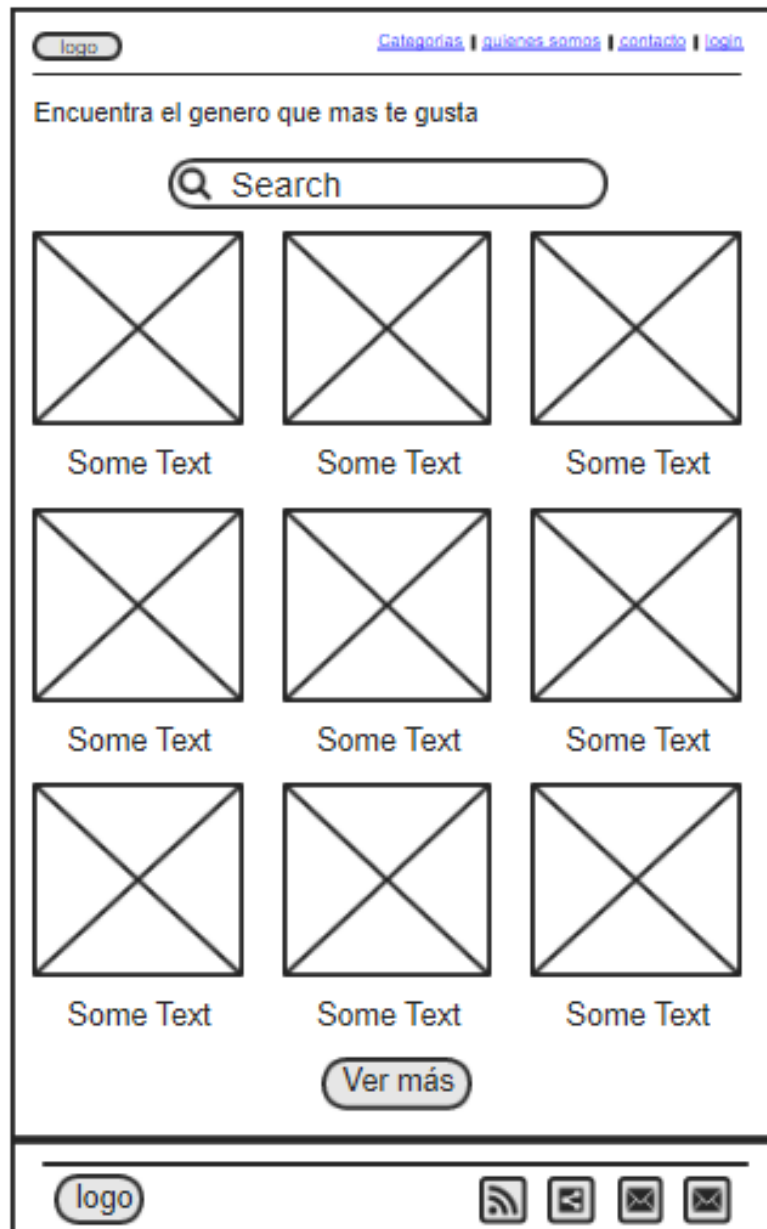 logo Categorias | quienes somos | contacto | login
Encuentra el genero que mas te gusta
Search
Some Text Some Text Some Text
Some Text Some Text Some Text
Some Text Some Text Some Text
Ver más
logo